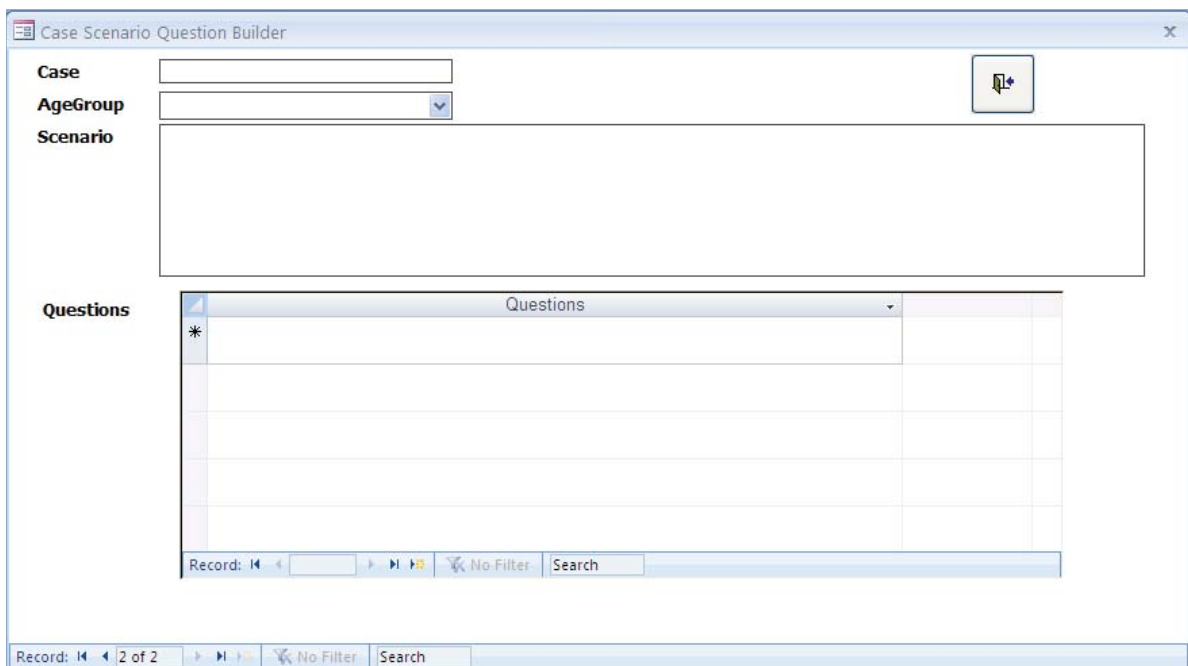 Case Scenario Question Builder
x
Case
AgeGroup
Scenario
Questions
Questions
Record:
No Filter
Search
Record:
2 of 2
No Filter
Search